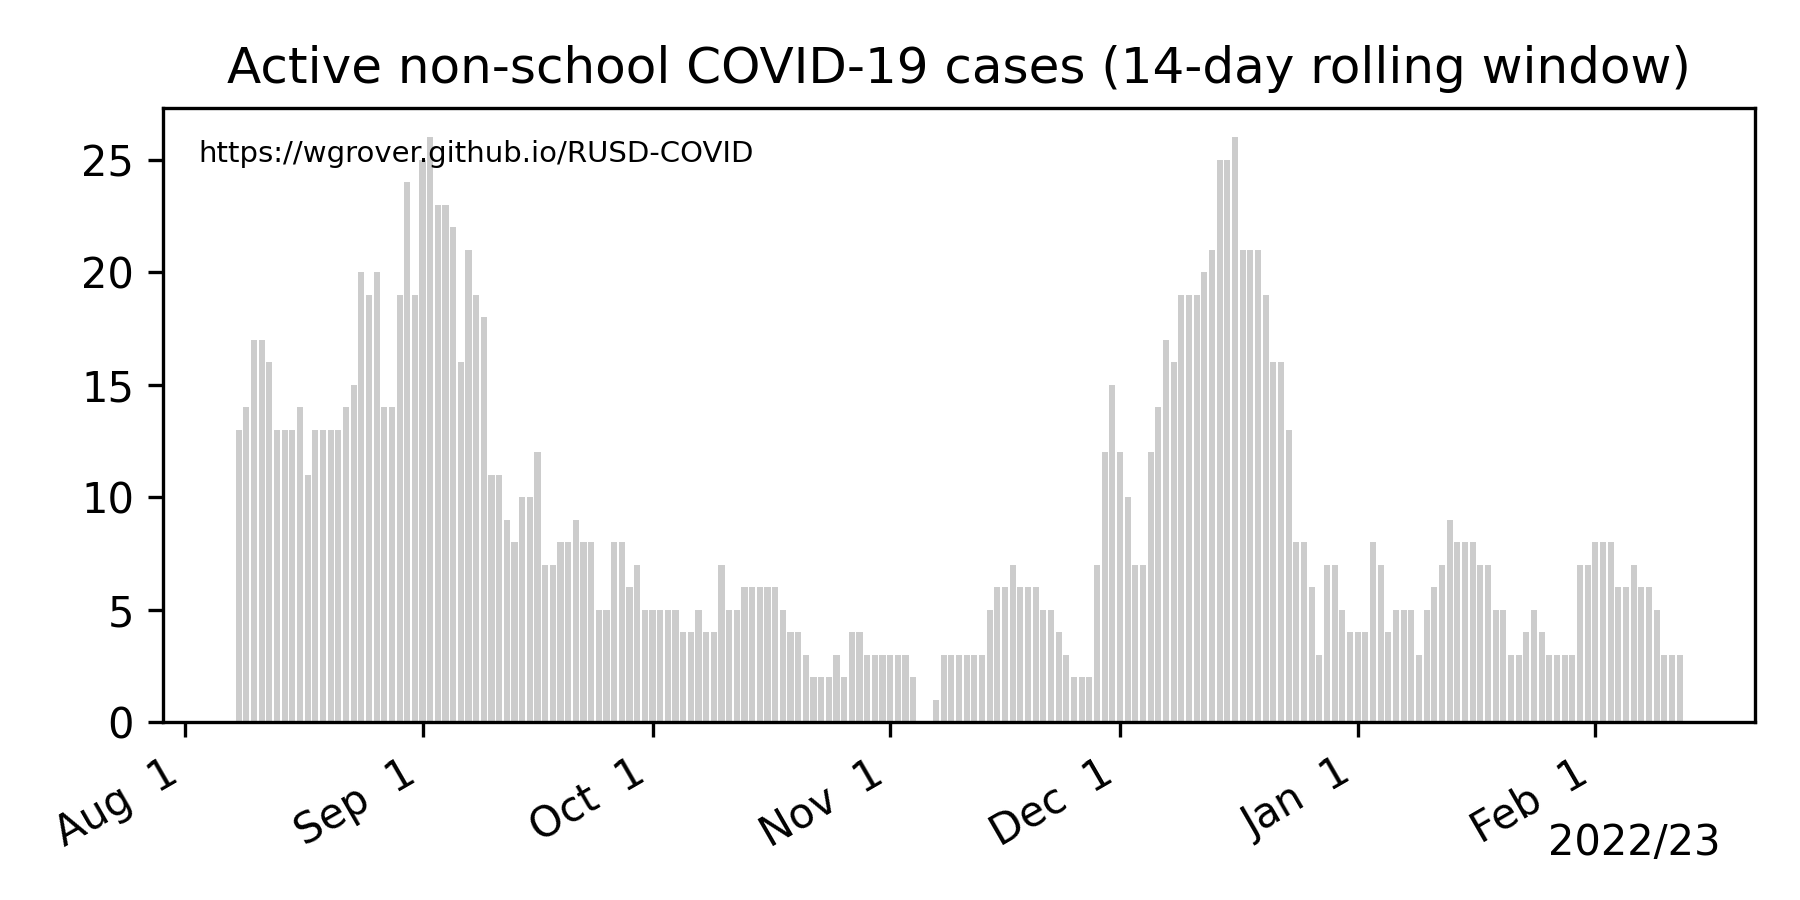 Active non-school COVID-19 cases (14-day rolling window)
https://wgrover.github.io/RUSD-COVID
25
20
15
10
5
0
Aug 1
Sep 1
Oct 1
Nov 1
Dec 1
Jan 1
Feb 1
2022/23